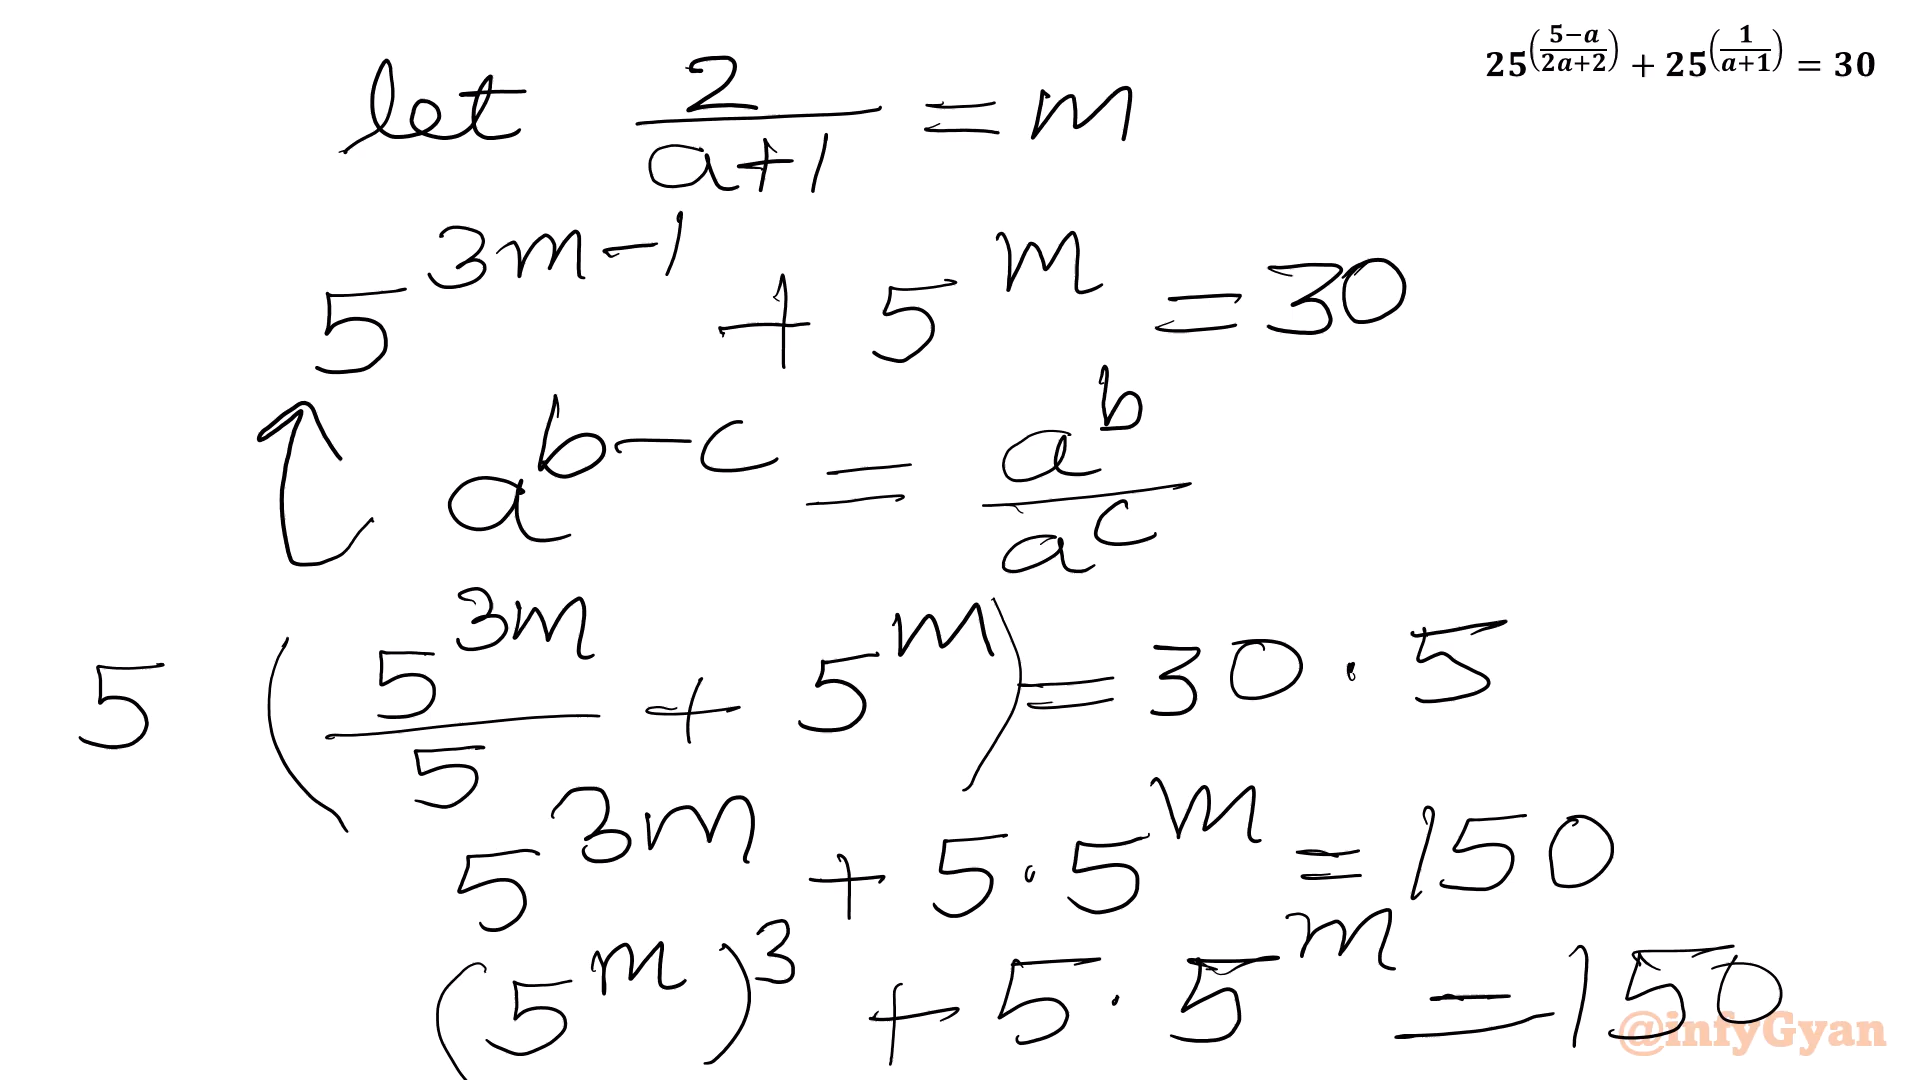 25^((5-a)/(2a+2)) + 25^(1/(a+1)) = 30
let 2/(a+1) = m
5^(3m-1) + 5^m = 30
a^(b-c) = a^b/a^c
5 (5^(3m)/5 + 5^m) = 30 · 5
5^(3m) + 5 · 5^m = 150
(5^m)^3 + 5 · 5^m = 150
@infyGyan